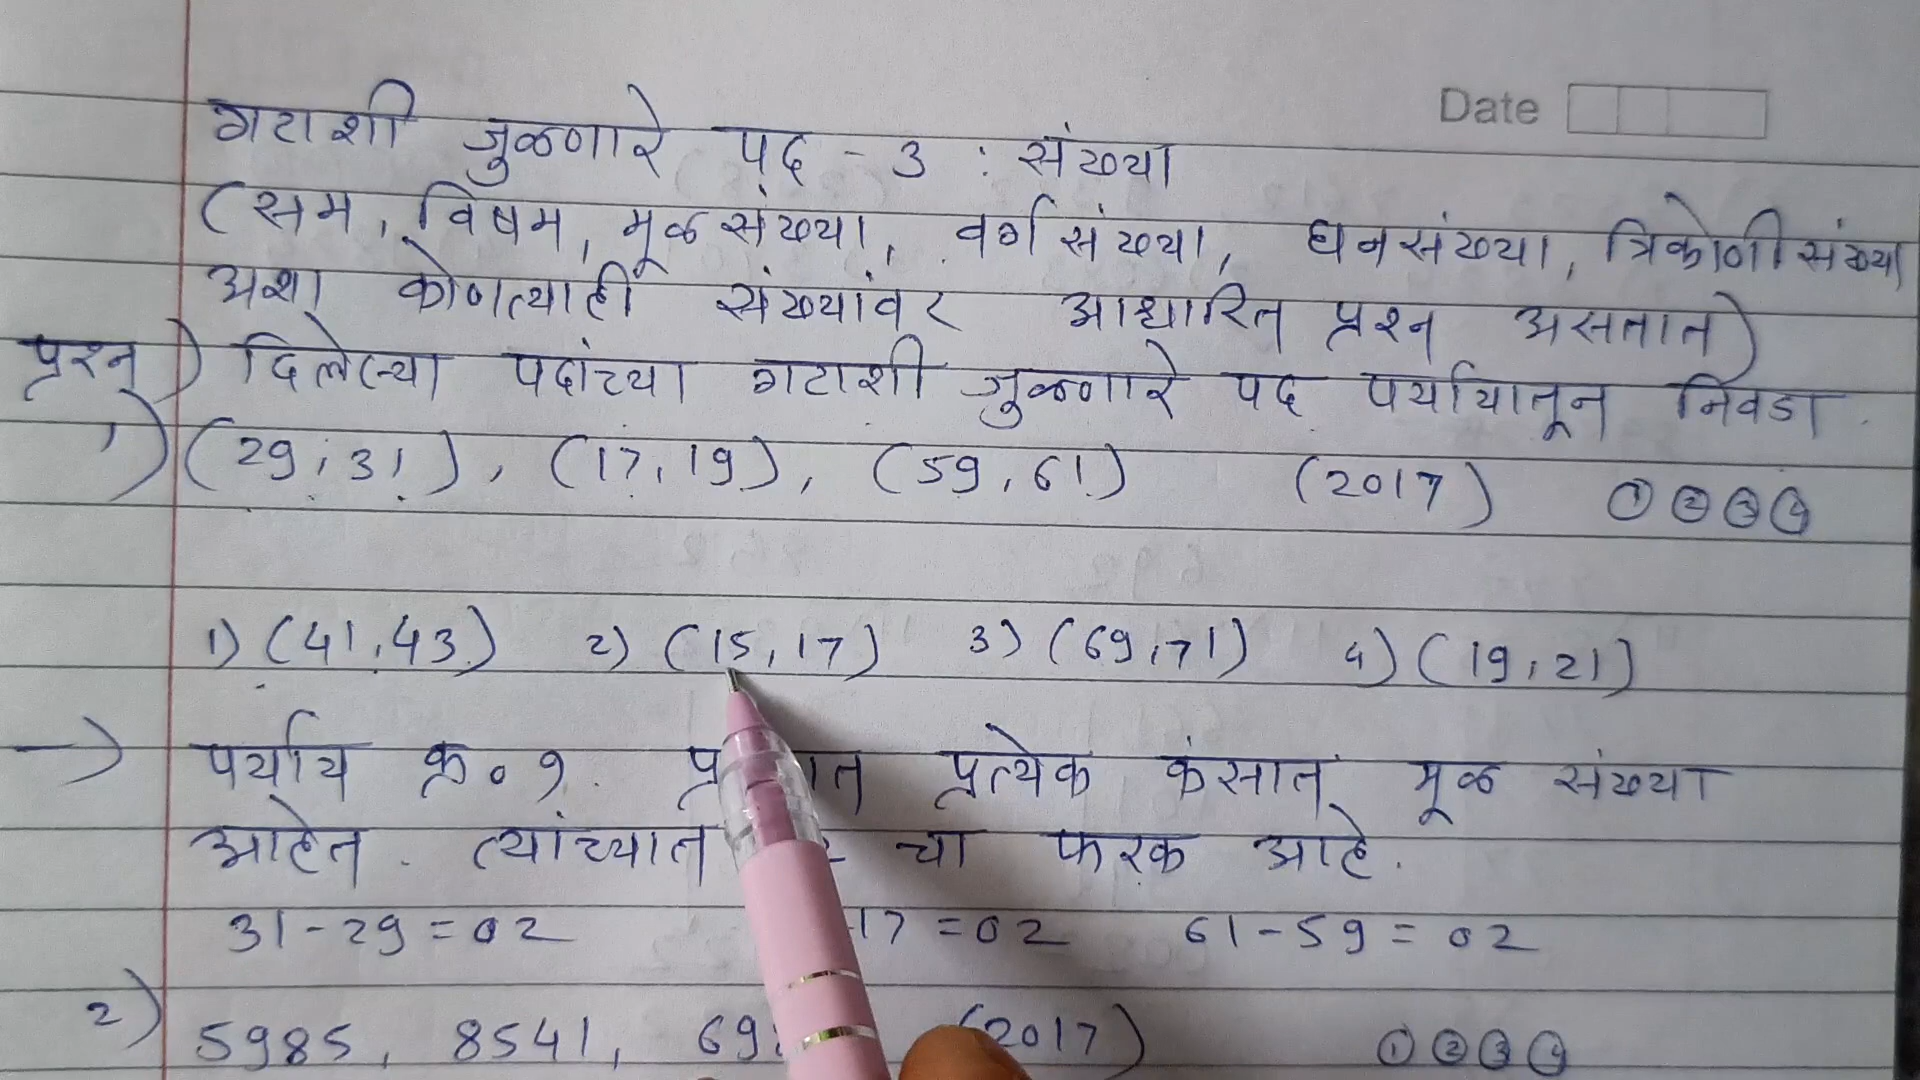 Date
गटाशी जुळणारे पद - 3 : संख्या
(सम, विषम, मूळ संख्या, वर्ग संख्या, घन संख्या, त्रिकोणी संख्या
अशा कोणत्याही संख्यांवर आधारित प्रश्न असतात)
प्रश्न) दिलेल्या पदांच्या गटाशी जुळणारे पद पर्यायातून निवडा.
1) (29,31), (17,19), (59,61) (2017) ① ② ③ ④
1) (41,43) 2) (15,17) 3) (69,71) 4) (19,21)
→ पर्याय क्र० १. प्रत्येक कंसात मूळ संख्या
आहेत. त्यांच्यात चा फरक आहे.
31-29=02 17=02 61-59=02
2) 5985, 8541, (2017) ① ② ③ ④